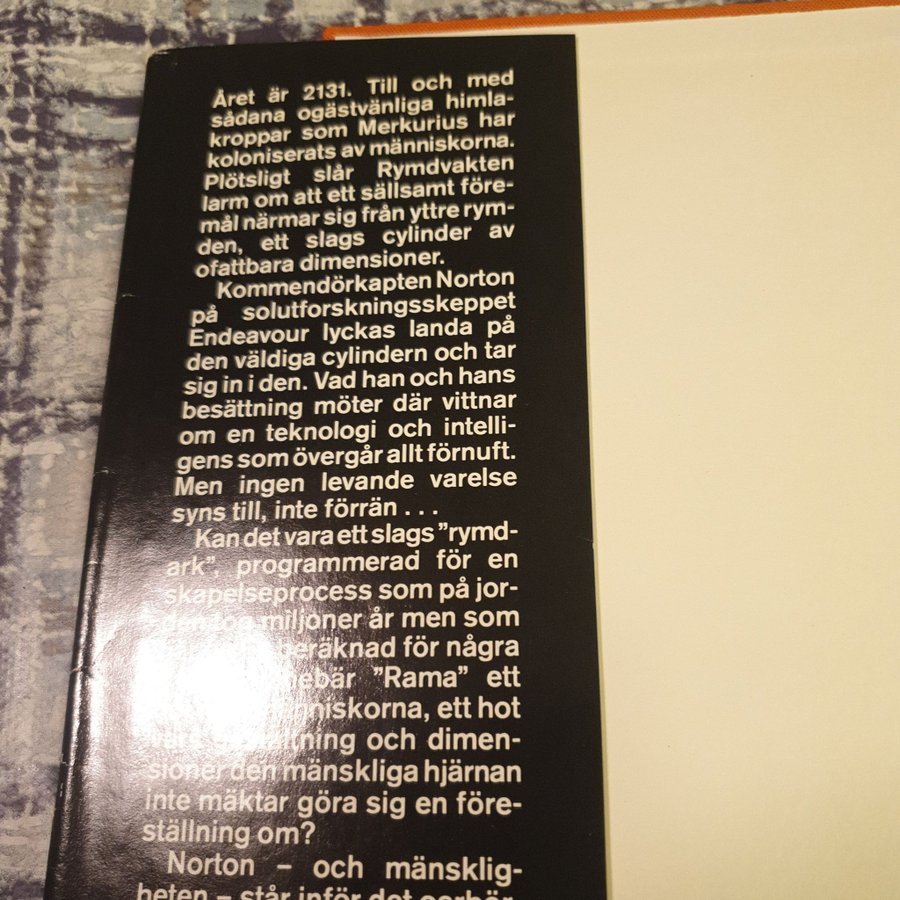 Året är 2131. Till och med
sådana ogästvänliga himla-
kroppar som Merkurius har
koloniserats av människorna.
Plötsligt slår Rymdvakten
larm om att ett sällsamt före-
mål närmar sig från yttre rym-
den, ett slags cylinder av
ofattbara dimensioner.
Kommendörkapten Norton
på solutforskningsskeppet
Endeavour lyckas landa på
den väldiga cylindern och tar
sig in i den. Vad han och hans
besättning möter där vittnar
om en teknologi och intelli-
gens som övergår allt förnuft.
Men ingen levande varelse
syns till, inte förrän . . .
Kan det vara ett slags ”rymd-
ark”, programmerad för en
skapelseprocess som på jor-
den tog miljoner år men som
för några
”Rama” ett
ett hot
och dimen-
sioner den mänskliga hjärnan
inte mäktar göra sig en före-
ställning om?
Norton – och mänsklig-
heten – står inför det